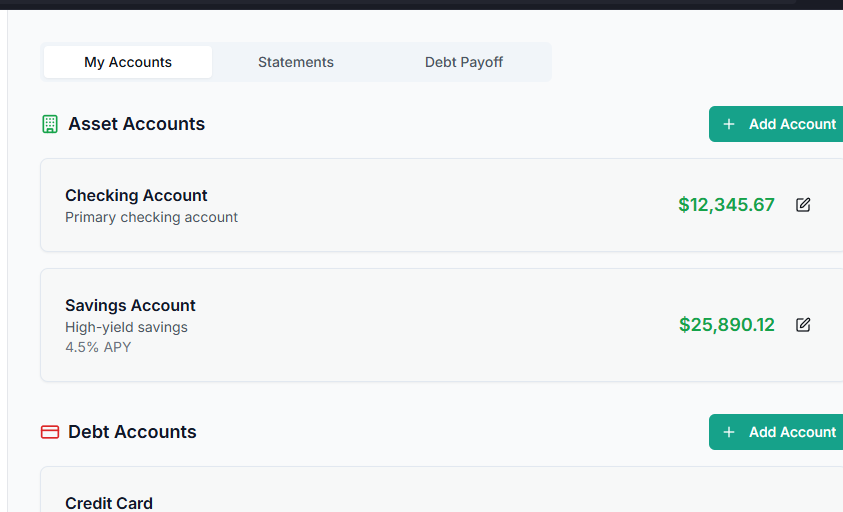 My Accounts
Statements
Debt Payoff
Asset Accounts
Add Account
Checking Account
Primary checking account
$12,345.67
Savings Account
High-yield savings
4.5% APY
$25,890.12
Debt Accounts
Add Account
Credit Card